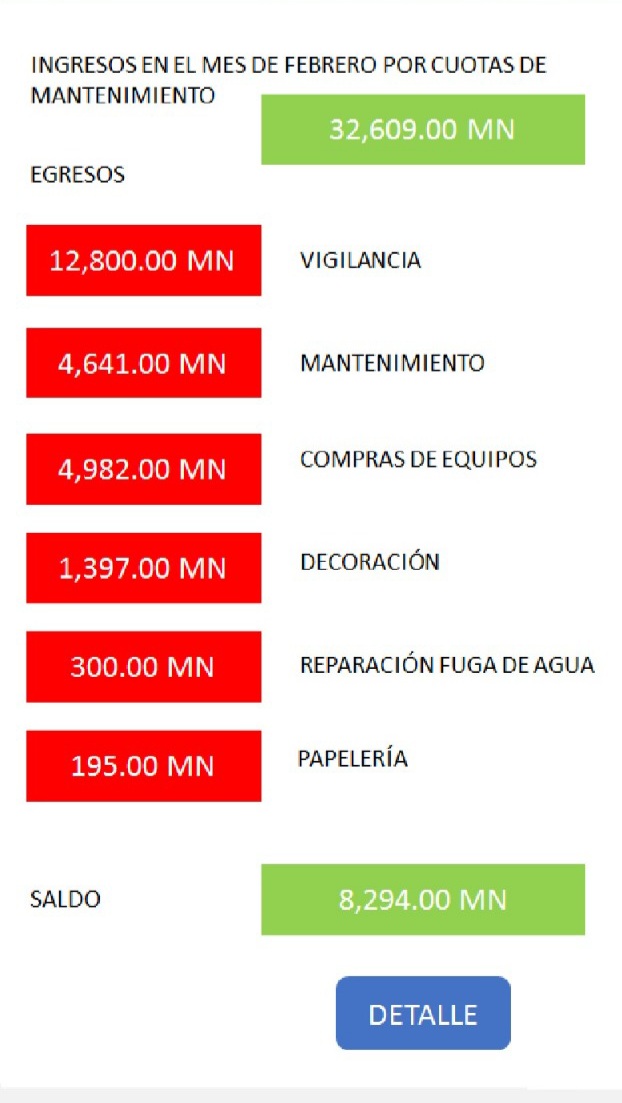 INGRESOS EN EL MES DE FEBRERO POR CUOTAS DE
MANTENIMIENTO
32,609.00 MN
EGRESOS
12,800.00 MN VIGILANCIA
4,641.00 MN MANTENIMIENTO
4,982.00 MN COMPRAS DE EQUIPOS
1,397.00 MN DECORACIÓN
300.00 MN REPARACIÓN FUGA DE AGUA
195.00 MN PAPELERÍA
SALDO 8,294.00 MN
DETALLE